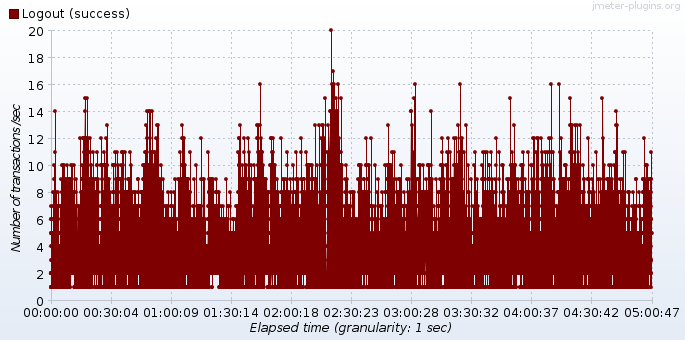 jmeter-plugins.org
Logout (success)
20
18
16
14
12
10
8
6
4
2
0
Number of transactions /sec
00:00:00 00:30:04 01:00:09 01:30:14 02:00:18 02:30:23 03:00:28 03:30:32 04:00:37 04:30:42 05:00:47
Elapsed time (granularity: 1 sec)